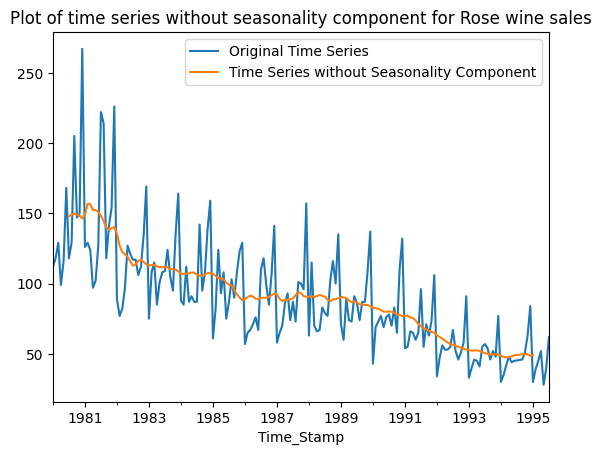 Plot of time series without seasonality component for Rose wine sales
Original Time Series
Time Series without Seasonality Component
250
200
150
100
50
1981 1983 1985 1987 1989 1991 1993 1995
Time_Stamp